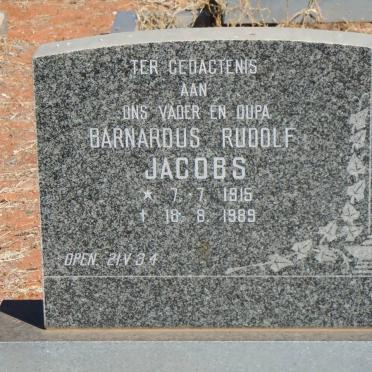 TER GEDACTENIS
AAN
ONS VADER EN OUPA
BARNARDUS RUDOLF
JACOBS
* 7. 7. 1915
† 18. 8. 1989
OPEN. 21.V 3.4